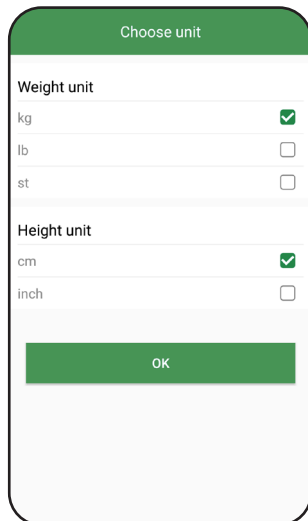 Choose unit
Weight unit
kg
lb
st
Height unit
cm
inch
OK